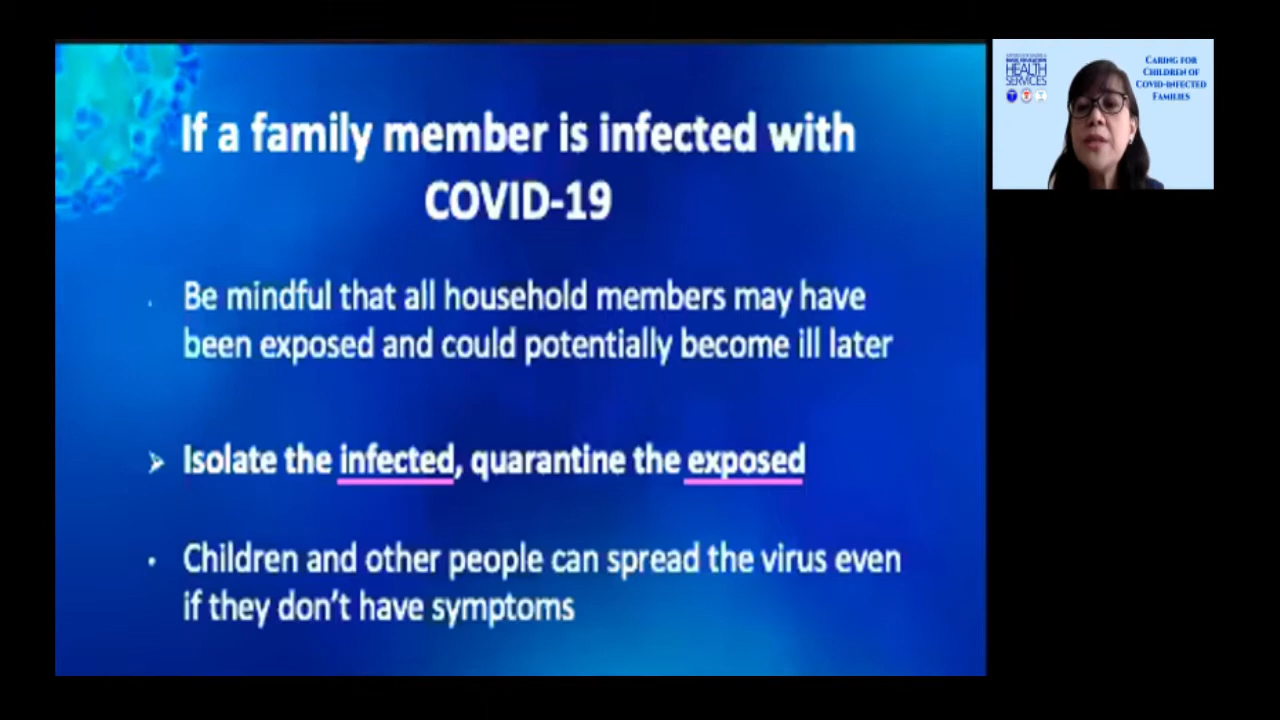 If a family member is infected with
COVID-19
Be mindful that all household members may have
been exposed and could potentially become ill later
Isolate the infected, quarantine the exposed
Children and other people can spread the virus even
if they don't have symptoms
HEALTH
SERVICES
CARING FOR
CHILDREN OF
COVID-INFECTED
FAMILIES